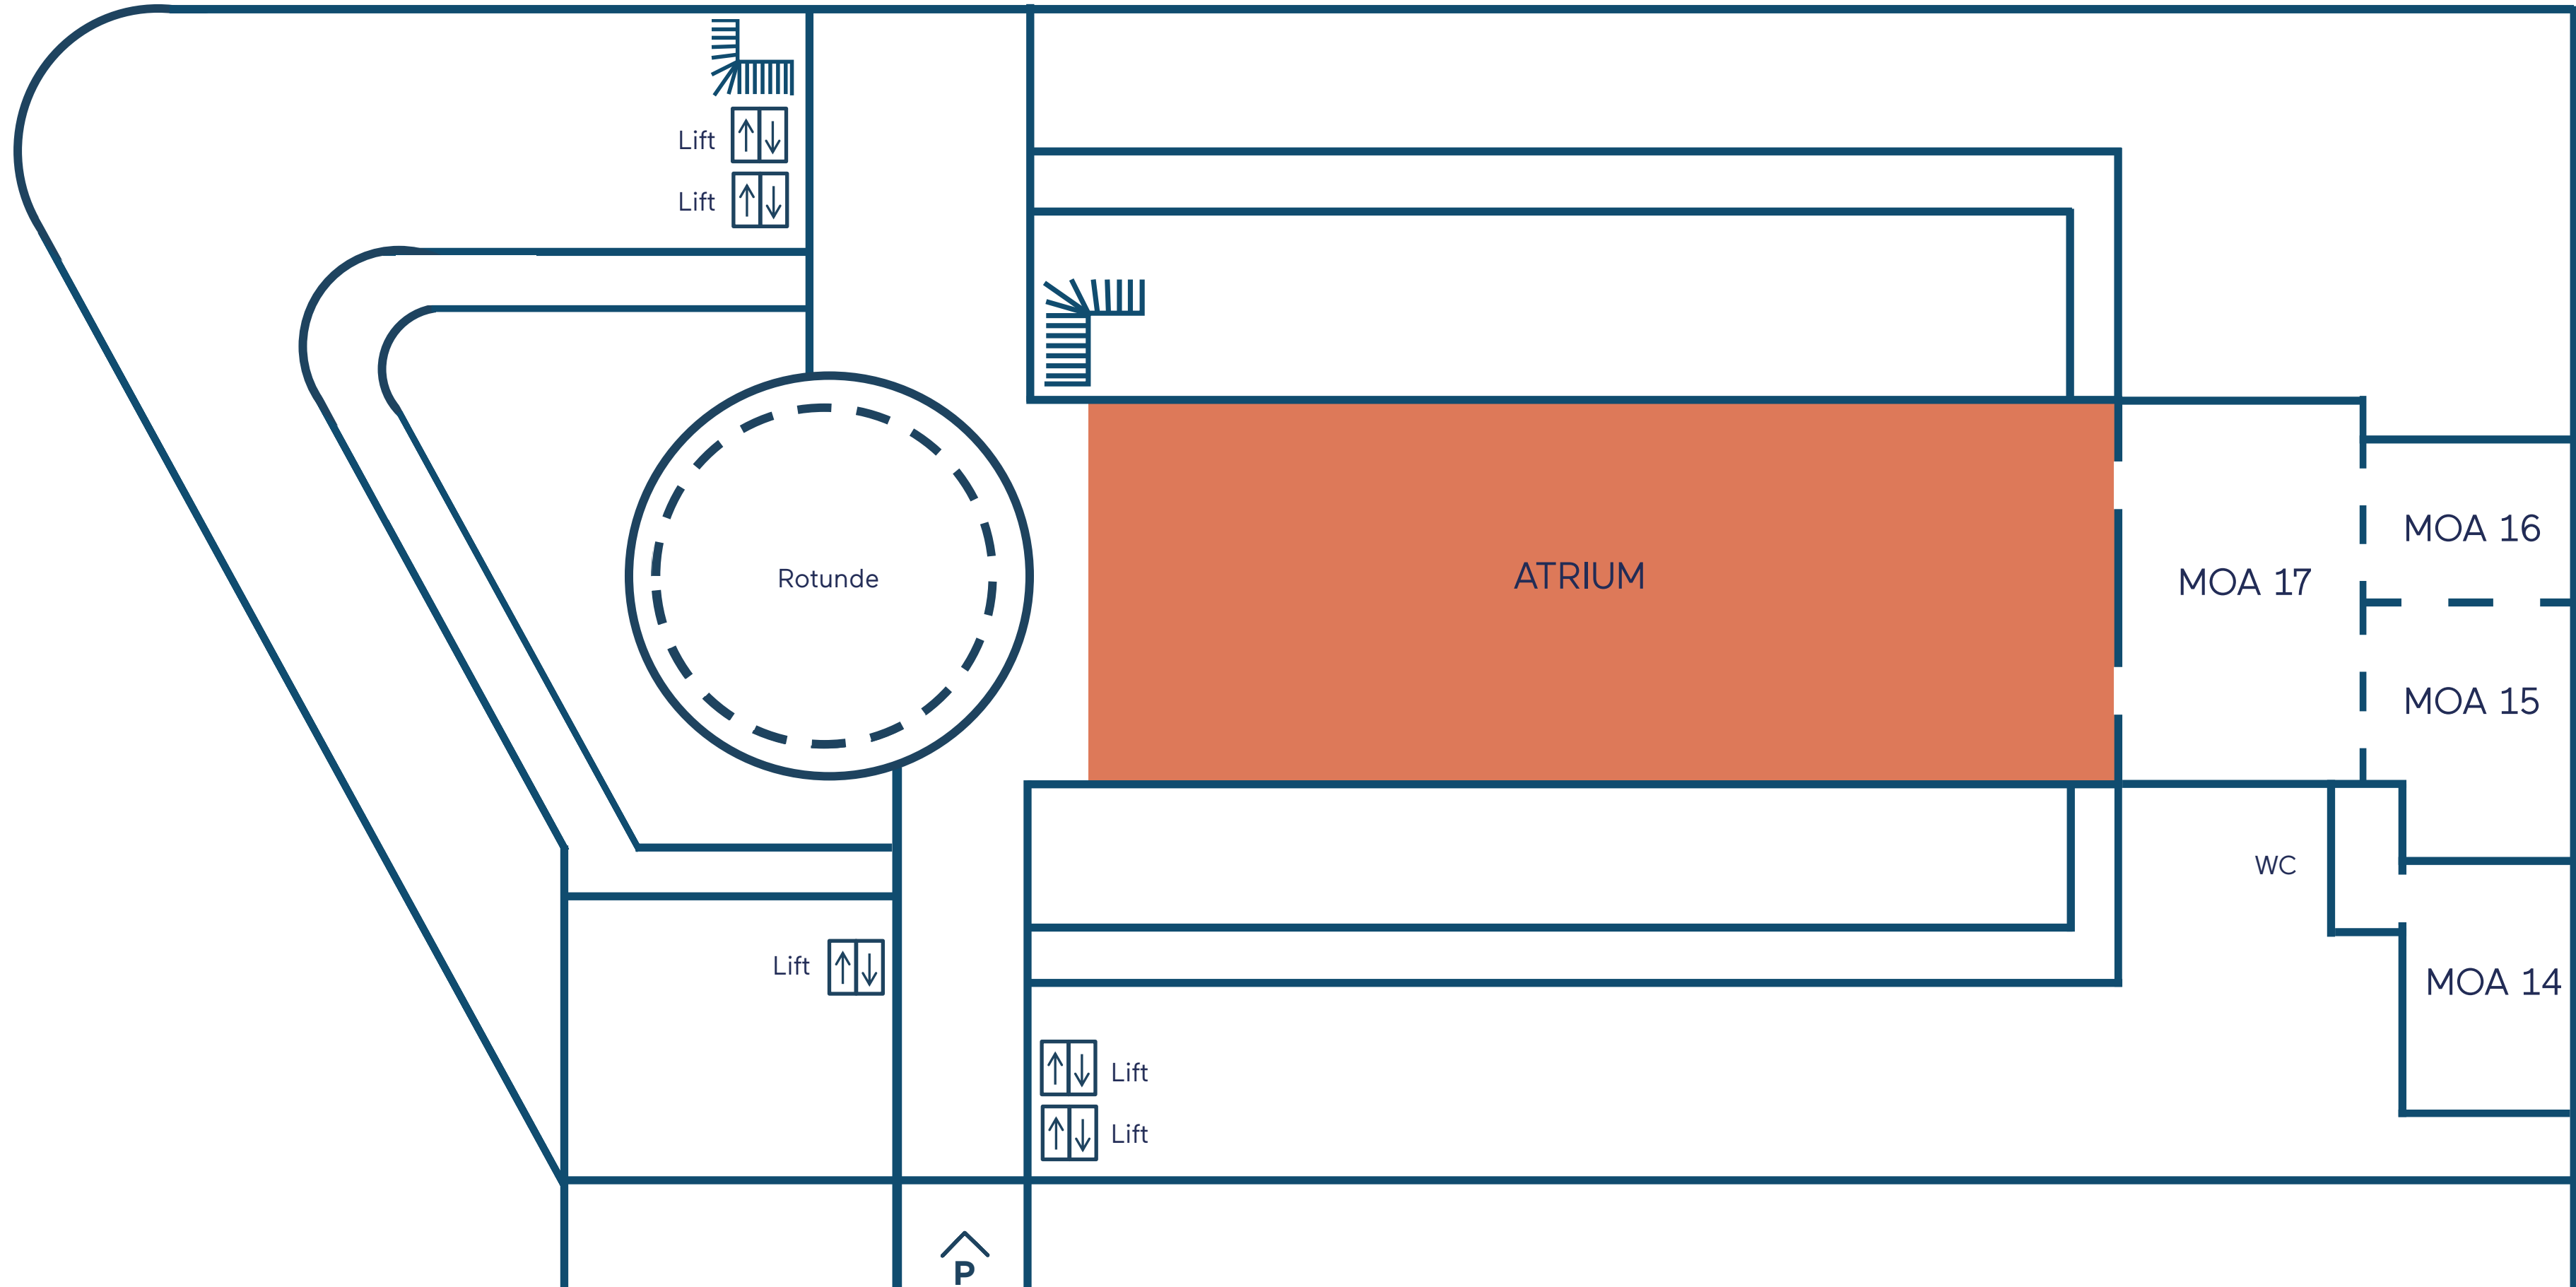 Lift
Lift
Rotunde
ATRIUM
MOA 17
MOA 16
MOA 15
WC
MOA 14
Lift
Lift
Lift
P